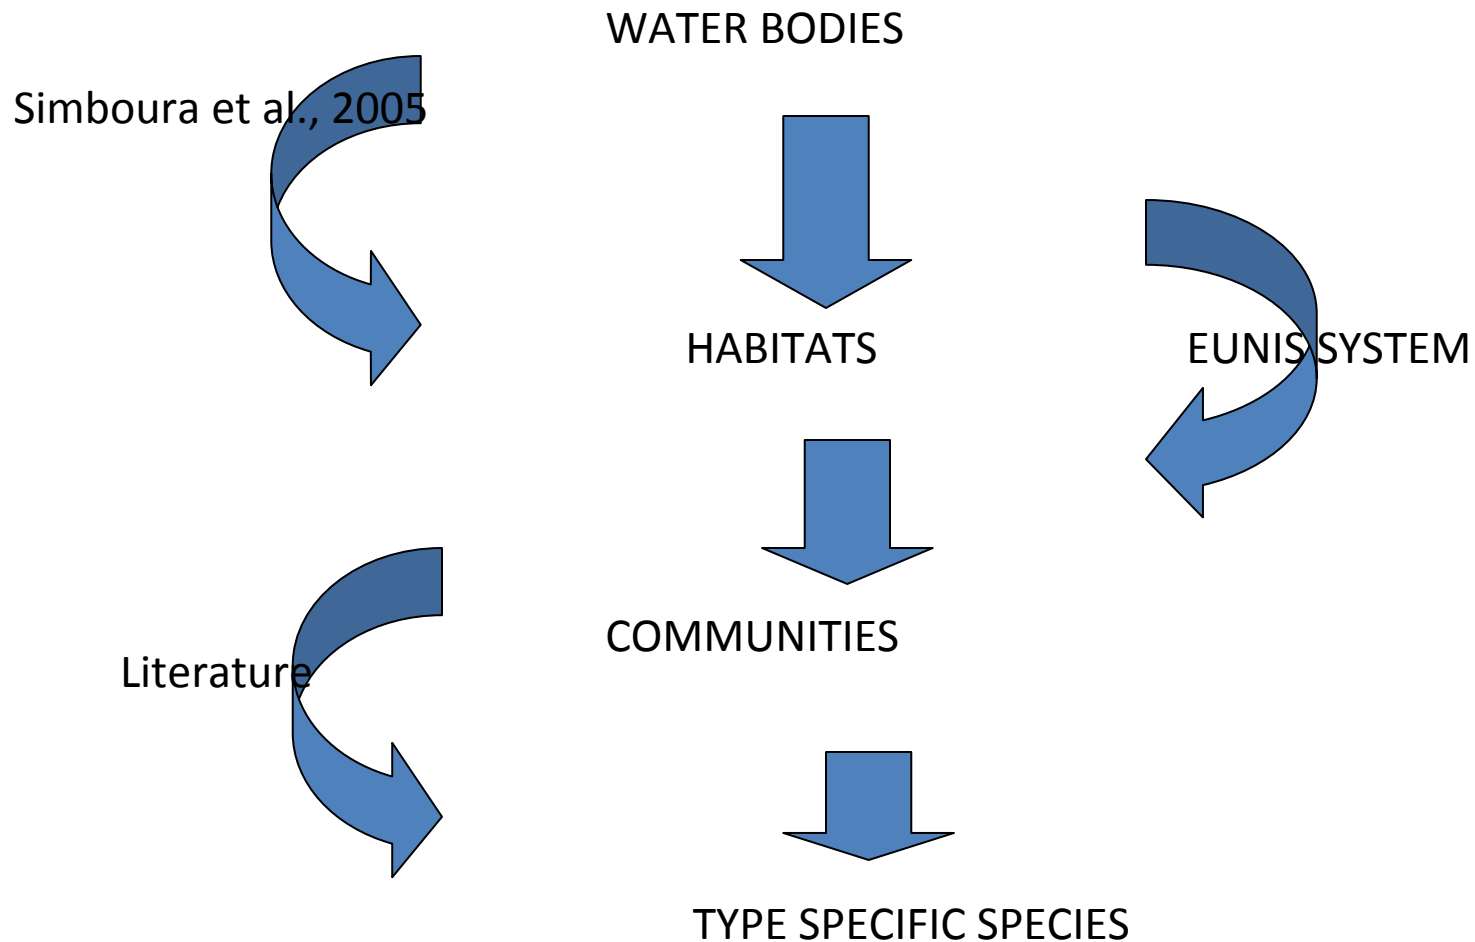 WATER BODIES
Simboura et al., 2005
HABITATS
EUNIS SYSTEM
COMMUNITIES
Literature
TYPE SPECIFIC SPECIES